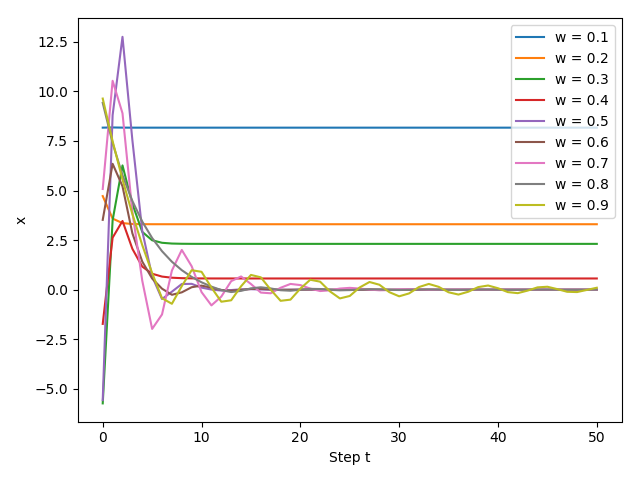 12.5
10.0
7.5
5.0
2.5
0.0
−2.5
−5.0
x
0 10 20 30 40 50
Step t
w = 0.1
w = 0.2
w = 0.3
w = 0.4
w = 0.5
w = 0.6
w = 0.7
w = 0.8
w = 0.9